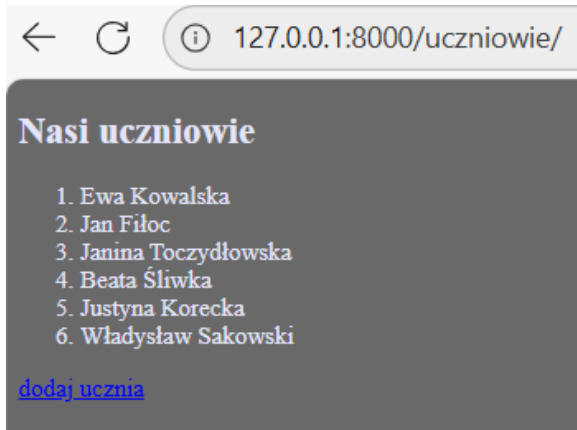 127.0.0.1:8000/uczniowie/
Nasi uczniowie
1. Ewa Kowalska
2. Jan Fiłoc
3. Janina Toczydłowska
4. Beata Śliwka
5. Justyna Korecka
6. Władysław Sakowski
dodaj ucznia